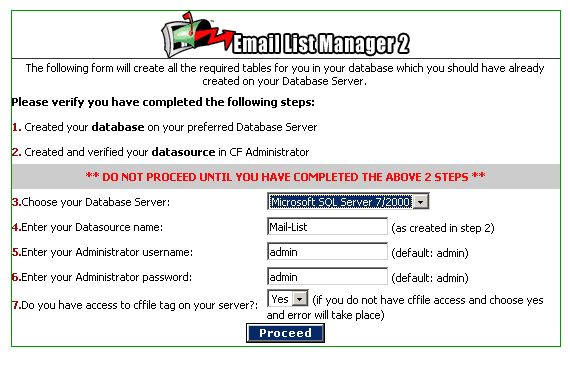 Email List Manager 2
The following form will create all the required tables for you in your database which you should have already
created on your Database Server.
Please verify you have completed the following steps:
1. Created your database on your preferred Database Server
2. Created and verified your datasource in CF Administrator
** DO NOT PROCEED UNTIL YOU HAVE COMPLETED THE ABOVE 2 STEPS **
3.Choose your Database Server: Microsoft SQL Server 7/2000
4.Enter your Datasource name: Mail-List (as created in step 2)
5.Enter your Administrator username: admin (default: admin)
6.Enter your Administrator password: admin (default: admin)
7.Do you have access to cffile tag on your server?: Yes (if you do not have cffile access and choose yes
and error will take place)
Proceed